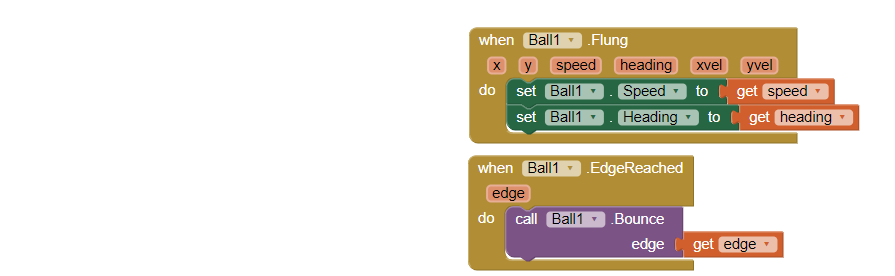 when Ball1 .Flung
x y speed heading xvel yvel
do set Ball1 . Speed to get speed
set Ball1 . Heading to get heading
when Ball1 .EdgeReached
edge
do call Ball1 .Bounce
edge get edge